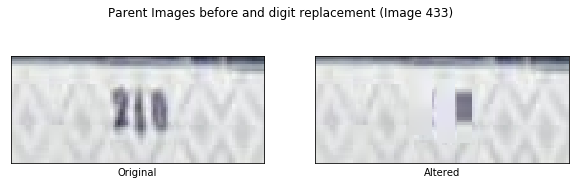 Parent Images before and digit replacement (Image 433)
210
Original
Altered